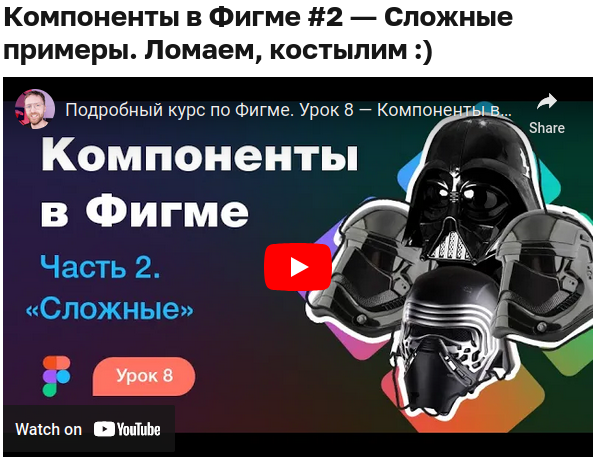 Компоненты в Фигме #2 — Сложные
примеры. Ломаем, костылим :)
Подробный курс по Фигме. Урок 8 — Компоненты в...
Share
Компоненты
в Фигме
Часть 2.
«Сложные»
Урок 8
Watch on YouTube